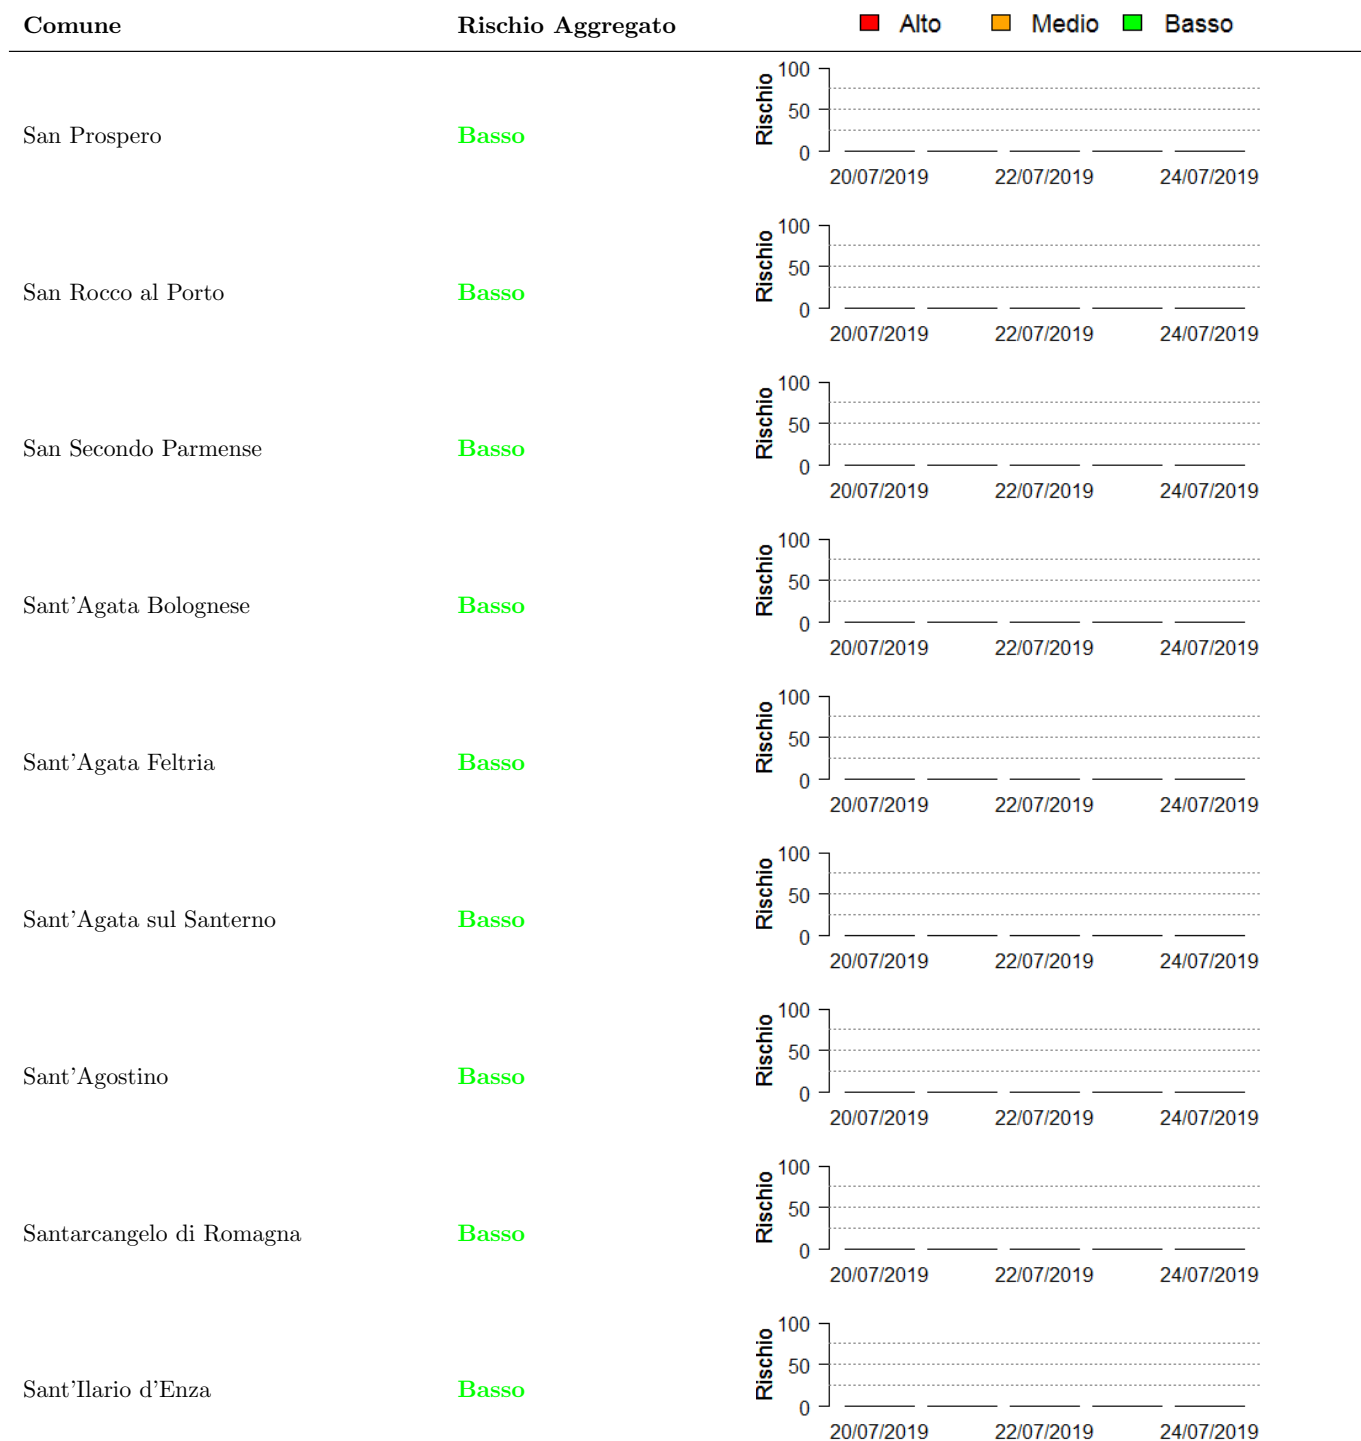 Comune Rischio Aggregato Alto Medio Basso
100
50
0
Rischio
San Prospero Basso
20/07/2019 22/07/2019 24/07/2019
100
50
0
Rischio
San Rocco al Porto Basso
20/07/2019 22/07/2019 24/07/2019
100
50
0
Rischio
San Secondo Parmense Basso
20/07/2019 22/07/2019 24/07/2019
100
50
0
Rischio
Sant'Agata Bolognese Basso
20/07/2019 22/07/2019 24/07/2019
100
50
0
Rischio
Sant'Agata Feltria Basso
20/07/2019 22/07/2019 24/07/2019
100
50
0
Rischio
Sant'Agata sul Santerno Basso
20/07/2019 22/07/2019 24/07/2019
100
50
0
Rischio
Sant'Agostino Basso
20/07/2019 22/07/2019 24/07/2019
100
50
0
Rischio
Santarcangelo di Romagna Basso
20/07/2019 22/07/2019 24/07/2019
100
50
0
Rischio
Sant'Ilario d'Enza Basso
20/07/2019 22/07/2019 24/07/2019